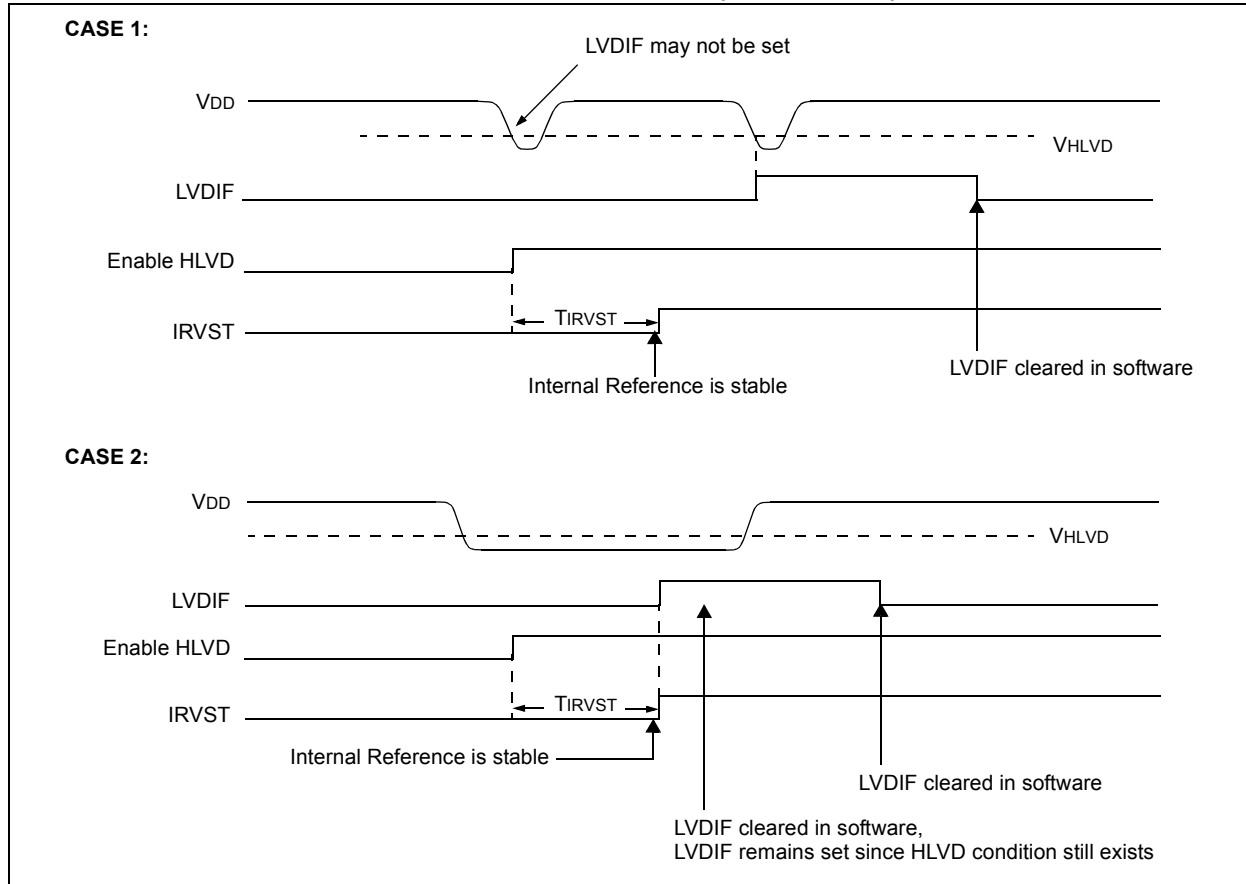 CASE 1:
LVDIF may not be set
VDD
VHLVD
LVDIF
Enable HLVD
TIRVST
IRVST
LVDIF cleared in software
Internal Reference is stable
CASE 2:
VDD
VHLVD
LVDIF
Enable HLVD
TIRVST
IRVST
Internal Reference is stable
LVDIF cleared in software
LVDIF cleared in software,
LVDIF remains set since HLVD condition still exists